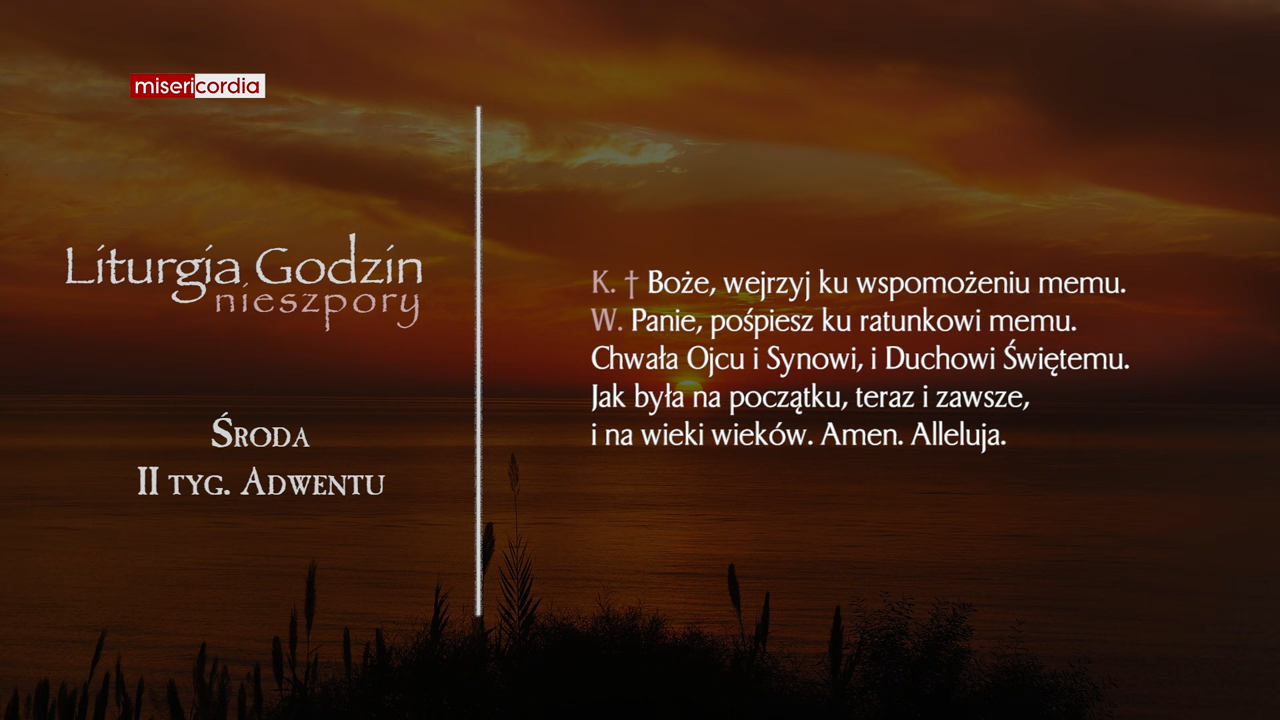 misericordia
Liturgia Godzin
nieszpory
Środa
II tyg. Adwentu
K. † Boże, wejrzyj ku wspomożeniu memu.
W. Panie, pośpiesz ku ratunkowi memu.
Chwała Ojcu i Synowi, i Duchowi Świętemu.
Jak była na początku, teraz i zawsze,
i na wieki wieków. Amen. Alleluja.